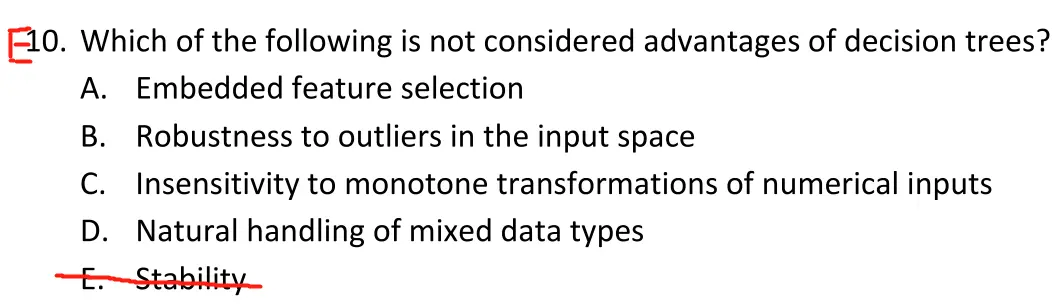 E10. Which of the following is not considered advantages of decision trees?
A. Embedded feature selection
B. Robustness to outliers in the input space
C. Insensitivity to monotone transformations of numerical inputs
D. Natural handling of mixed data types
E. Stability